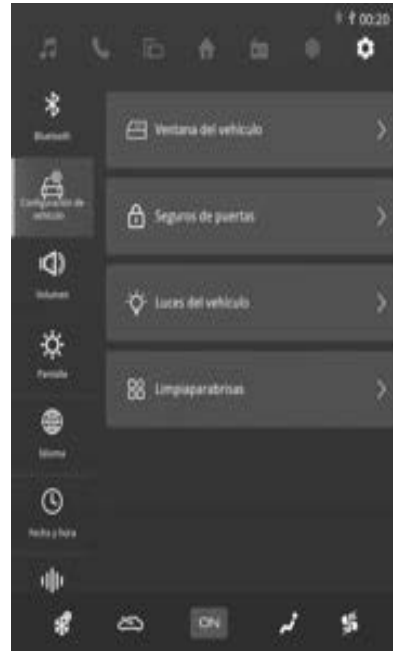 00:20
Bluetooth
Ventana del vehículo
Configuración de
vehículo
Seguros de puertas
Volumen
Luces del vehículo
Pantalla
Limpiaparabrisas
Idioma
Fecha y hora
ON